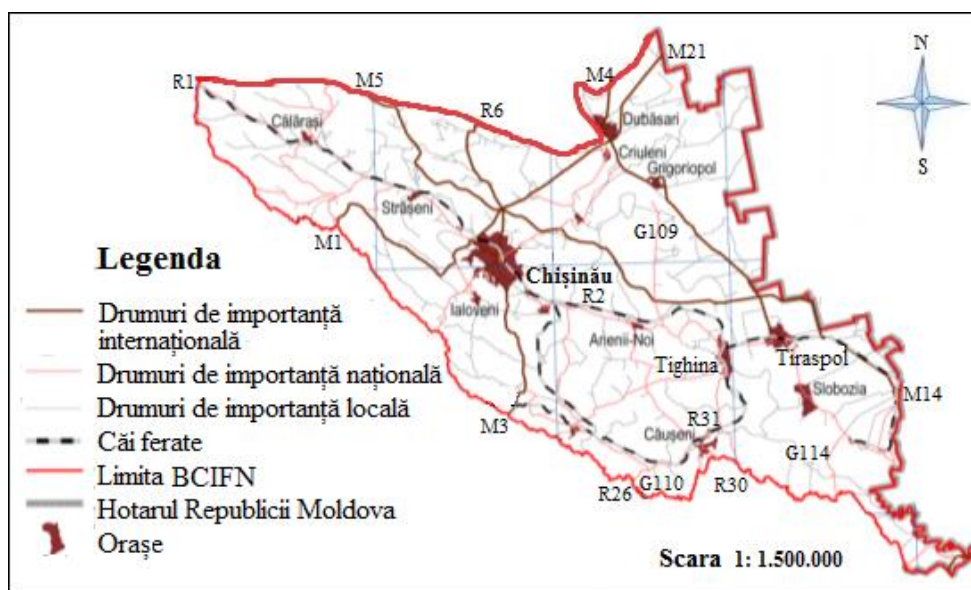 N
S
M21
M4
R1
M5
R6
Dubăsari
Călărași
Criuleni
Grigoriopol
Strășeni
M1
G109
Legenda
Chișinău
R2
Ialoveni
Anenii-Noi
Drumuri de importanță
internațională
Tighina
Tiraspol
Drumuri de importanță națională
Slobozia
M14
Drumuri de importanță locală
M3
R31
Căi ferate
Căușeni
G114
Limita BCIFN
R26
G110
R30
Hotarul Republicii Moldova
Orașe
Scara 1: 1.500.000